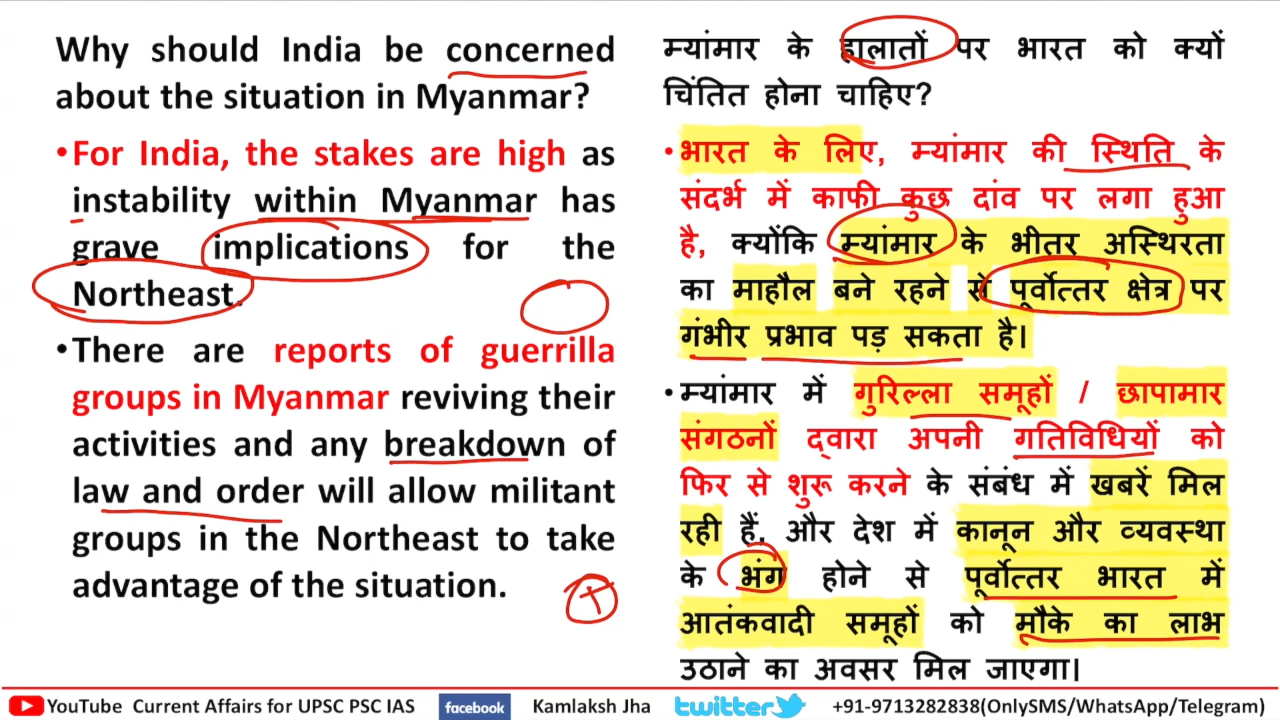 Why should India be concerned
about the situation in Myanmar?
•For India, the stakes are high as
instability within Myanmar has
grave implications for the
Northeast.
•There are reports of guerrilla
groups in Myanmar reviving their
activities and any breakdown of
law and order will allow militant
groups in the Northeast to take
advantage of the situation.
म्यांमार के हालातों पर भारत को क्यों
चिंतित होना चाहिए?
•भारत के लिए, म्यांमार की स्थिति के
संदर्भ में काफी कुछ दांव पर लगा हुआ
है, क्योंकि म्यांमार के भीतर अस्थिरता
का माहौल बने रहने से पूर्वोत्तर क्षेत्र पर
गंभीर प्रभाव पड़ सकता है।
•म्यांमार में गुरिल्ला समूहों / छापामार
संगठनों द्वारा अपनी गतिविधियों को
फिर से शुरू करने के संबंध में खबरें मिल
रही हैं, और देश में कानून और व्यवस्था
के भंग होने से पूर्वोत्तर भारत में
आतंकवादी समूहों को मौके का लाभ
उठाने का अवसर मिल जाएगा।
YouTube Current Affairs for UPSC PSC IAS facebook Kamlaksh Jha twitter +91-9713282838(OnlySMS/WhatsApp/Telegram)